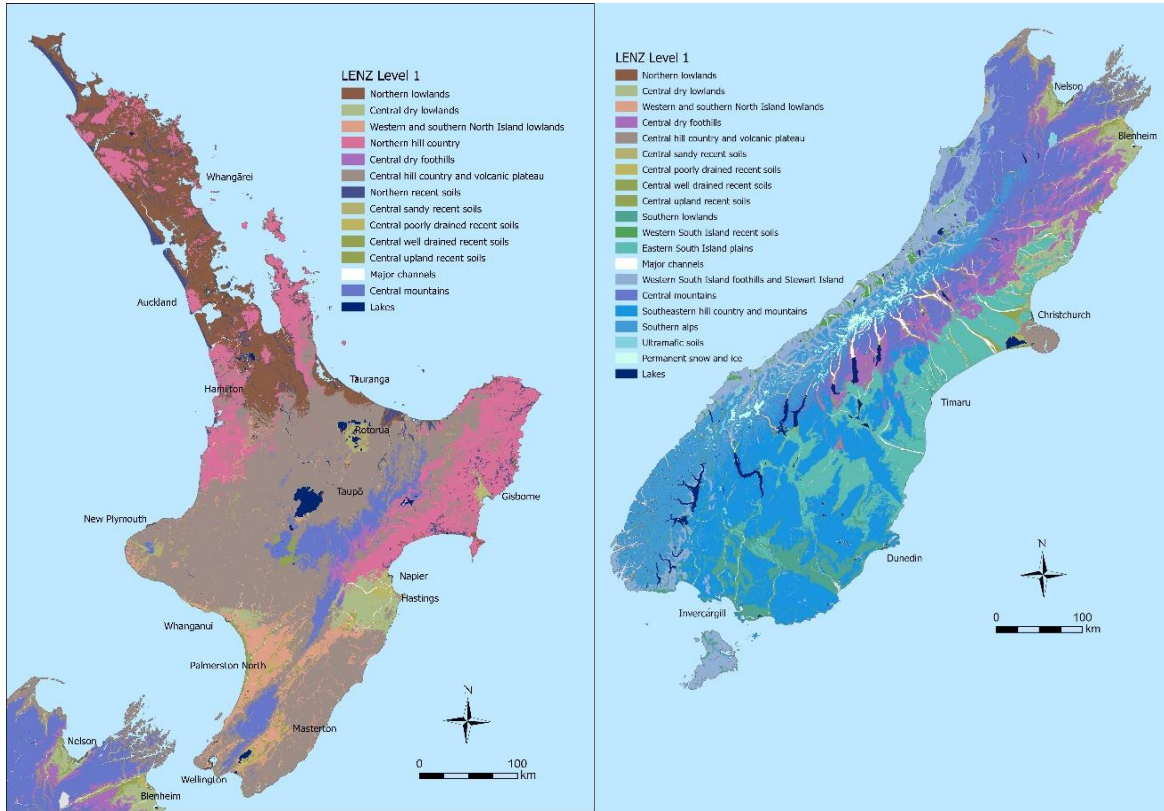 LENZ Level 1
Northern lowlands
Central dry lowlands
Western and southern North Island lowlands
Northern hill country
Central dry foothills
Central hill country and volcanic plateau
Northern recent soils
Central sandy recent soils
Central poorly drained recent soils
Central well drained recent soils
Central upland recent soils
Major channels
Central mountains
Lakes
Whangārei
Auckland
Hamilton
Tauranga
Rotorua
Taupō
Gisborne
New Plymouth
Napier
Hastings
Whanganui
Palmerston North
Masterton
Wellington
Nelson
Blenheim
N
0 100
km
LENZ Level 1
Northern lowlands
Central dry lowlands
Western and southern North Island lowlands
Central dry foothills
Central hill country and volcanic plateau
Central sandy recent soils
Central poorly drained recent soils
Central well drained recent soils
Central upland recent soils
Southern lowlands
Western South Island recent soils
Eastern South Island plains
Major channels
Western South Island foothills and Stewart Island
Central mountains
Southeastern hill country and mountains
Southern alps
Ultramafic soils
Permanent snow and ice
Lakes
Nelson
Blenheim
Christchurch
Timaru
Dunedin
Invercargill
N
0 100
km